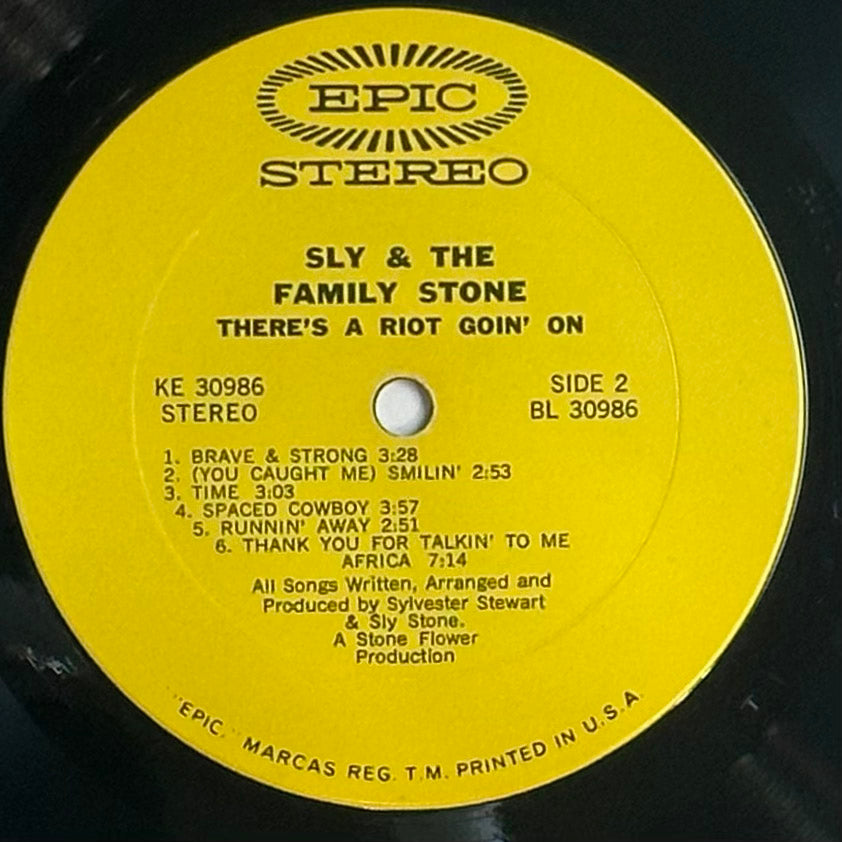 EPIC
STEREO
SLY & THE
FAMILY STONE
THERE'S A RIOT GOIN' ON
KE 30986
STEREO
SIDE 2
BL 30986
1. BRAVE & STRONG 3:28
2. (YOU CAUGHT ME) SMILIN' 2:53
3. TIME 3:03
4. SPACED COWBOY 3:57
5. RUNNIN' AWAY 2:51
6. THANK YOU FOR TALKIN' TO ME
AFRICA 7:14
All Songs Written, Arranged and
Produced by Sylvester Stewart
& Sly Stone.
A Stone Flower
Production
"EPIC," MARCAS REG. T.M. PRINTED IN U.S.A.